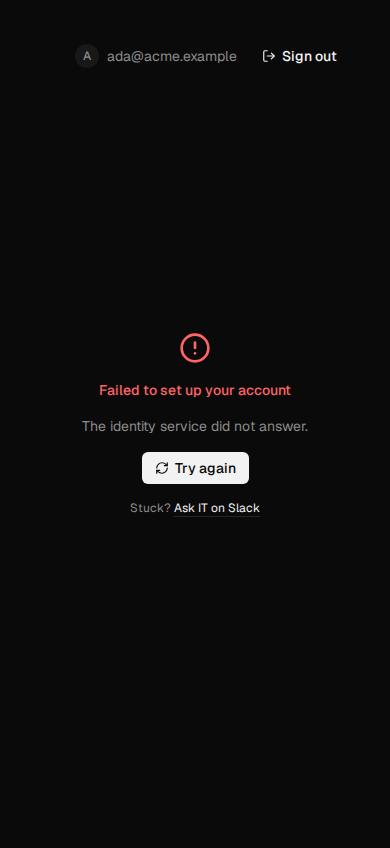 A ada@acme.example Sign out
Failed to set up your account
The identity service did not answer.
Try again
Stuck? Ask IT on Slack